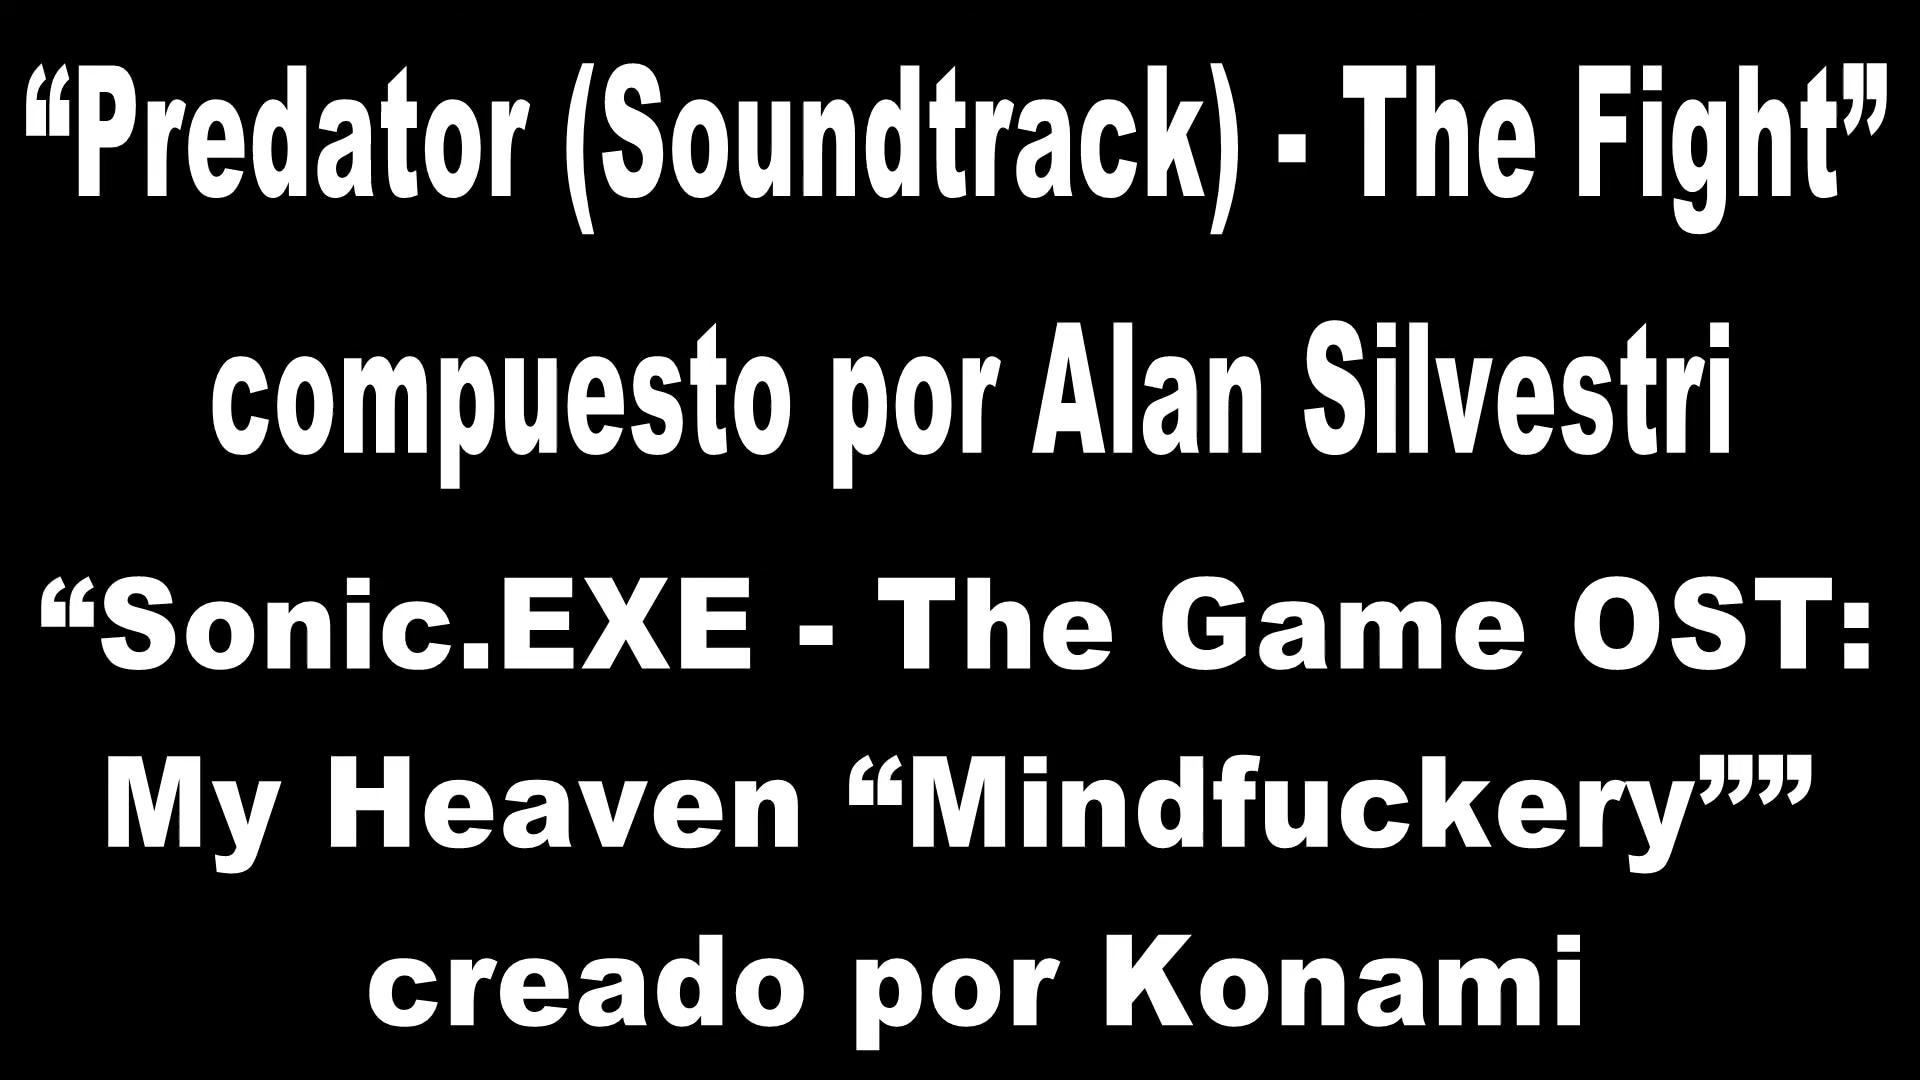 “Predator (Soundtrack) - The Fight”
compuesto por Alan Silvestri
“Sonic.EXE - The Game OST:
My Heaven “Mindfuckery””
creado por Konami